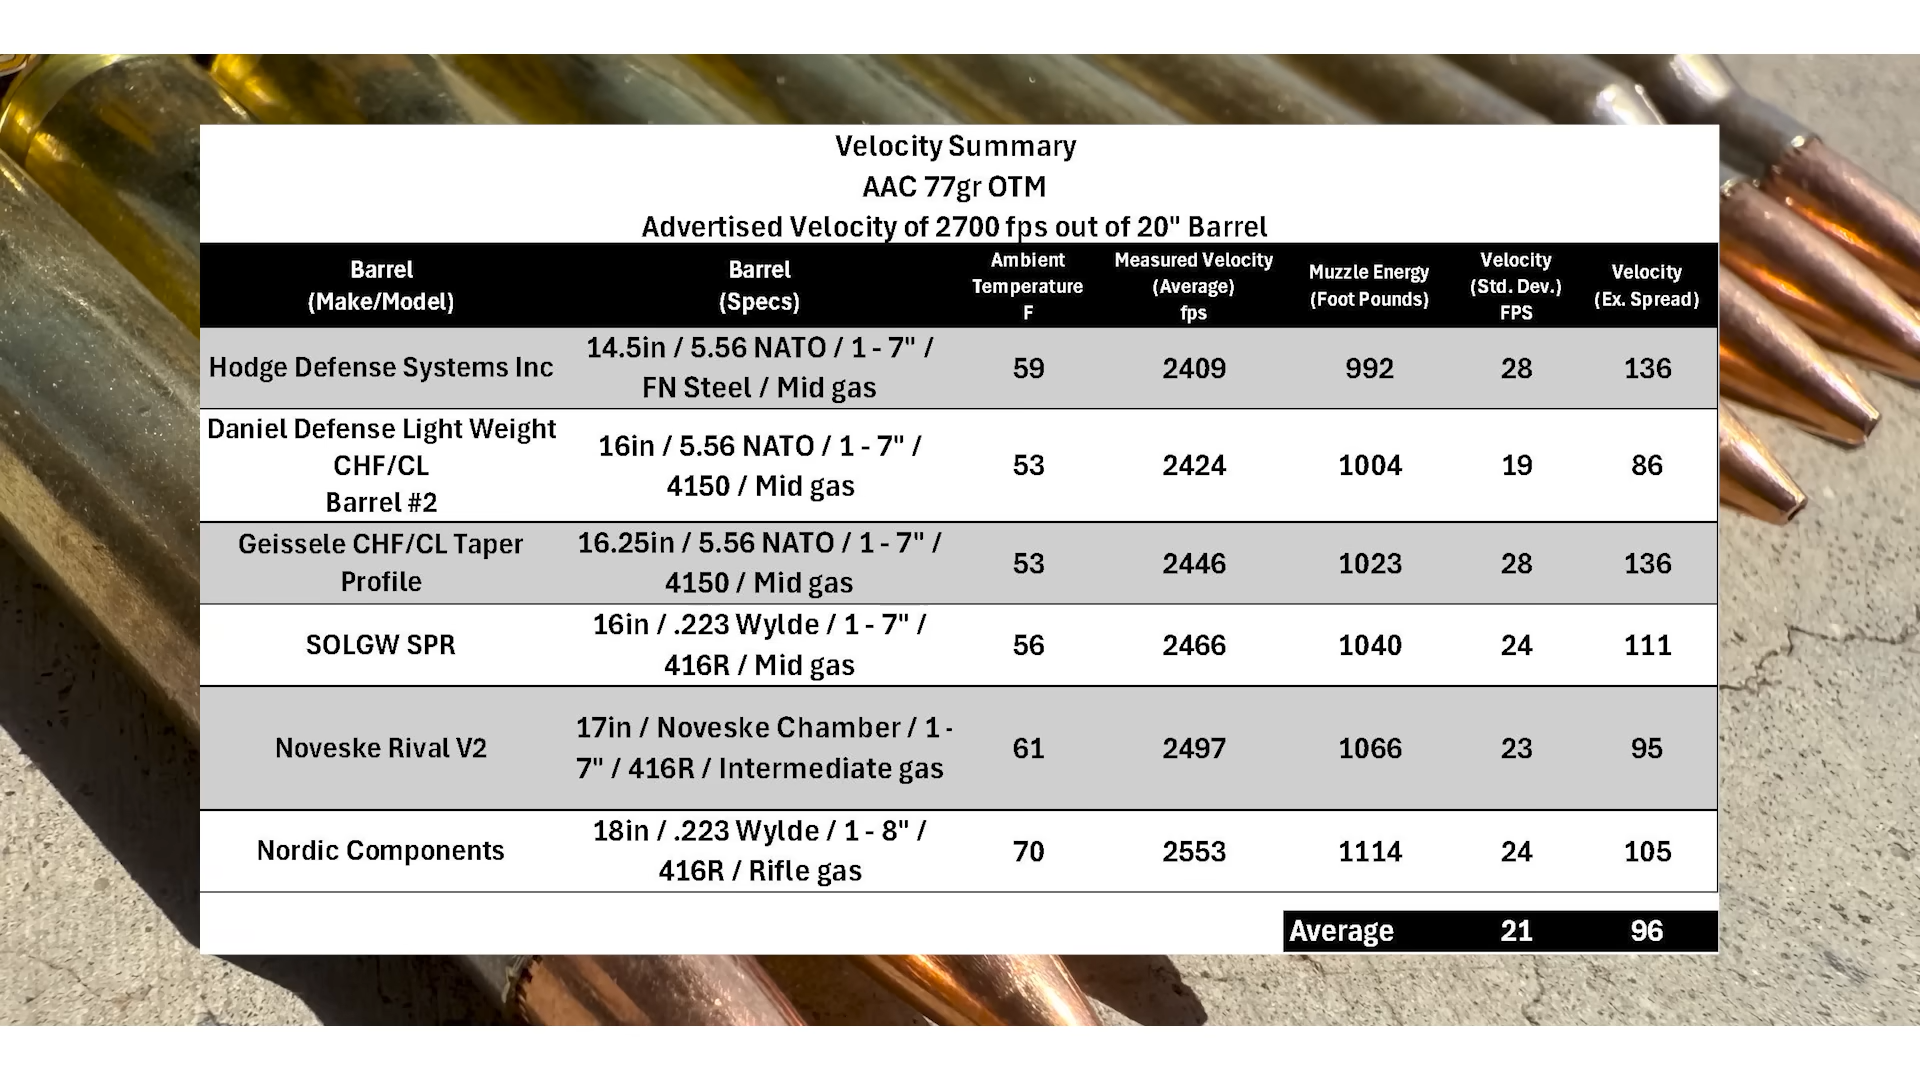 Velocity Summary
AAC 77gr OTM
Advertised Velocity of 2700 fps out of 20" Barrel
Barrel
(Make/Model)
Barrel
(Specs)
Ambient
Temperature
F
Measured Velocity
(Average)
fps
Muzzle Energy
(Foot Pounds)
Velocity
(Std. Dev.)
FPS
Velocity
(Ex. Spread)
Hodge Defense Systems Inc
14.5in / 5.56 NATO / 1 - 7" /
FN Steel / Mid gas
59
2409
992
28
136
Daniel Defense Light Weight
CHF/CL
Barrel #2
16in / 5.56 NATO / 1 - 7" /
4150 / Mid gas
53
2424
1004
19
86
Geissele CHF/CL Taper
Profile
16.25in / 5.56 NATO / 1 - 7" /
4150 / Mid gas
53
2446
1023
28
136
SOLGW SPR
16in / .223 Wylde / 1 - 7" /
416R / Mid gas
56
2466
1040
24
111
Noveske Rival V2
17in / Noveske Chamber / 1 -
7" / 416R / Intermediate gas
61
2497
1066
23
95
Nordic Components
18in / .223 Wylde / 1 - 8" /
416R / Rifle gas
70
2553
1114
24
105
Average
21
96